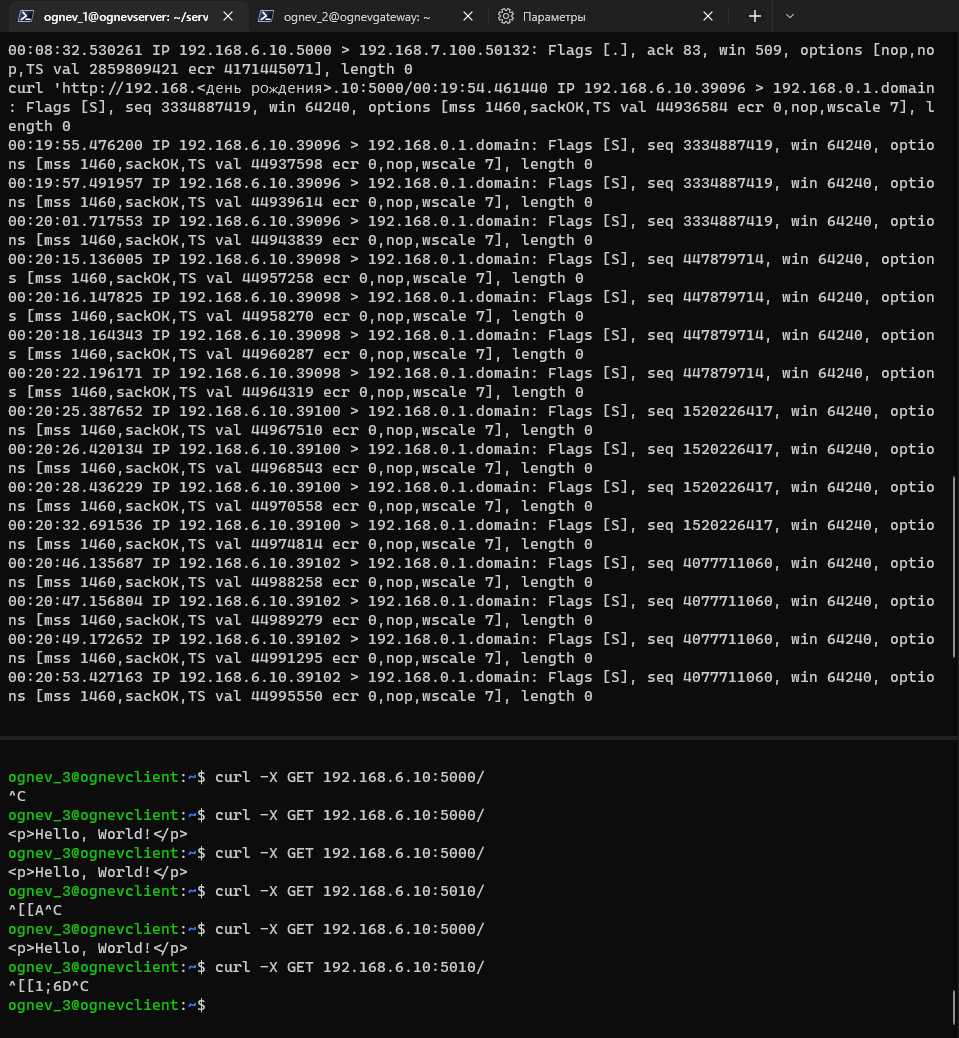 ognev_1@ognevserver: ~/serv
ognev_2@ognevgateway: ~
Параметры
00:08:32.530261 IP 192.168.6.10.5000 > 192.168.7.100.50132: Flags [.], ack 83, win 509, options [nop,no
p,TS val 2859809421 ecr 4171445071], length 0
curl 'http://192.168.<день рождения>.10:5000/00:19:54.461440 IP 192.168.6.10.39096 > 192.168.0.1.domain
: Flags [S], seq 3334887419, win 64240, options [mss 1460,sackOK,TS val 44936584 ecr 0,nop,wscale 7], l
ength 0
00:19:55.476200 IP 192.168.6.10.39096 > 192.168.0.1.domain: Flags [S], seq 3334887419, win 64240, optio
ns [mss 1460,sackOK,TS val 44937598 ecr 0,nop,wscale 7], length 0
00:19:57.491957 IP 192.168.6.10.39096 > 192.168.0.1.domain: Flags [S], seq 3334887419, win 64240, optio
ns [mss 1460,sackOK,TS val 44939614 ecr 0,nop,wscale 7], length 0
00:20:01.717553 IP 192.168.6.10.39096 > 192.168.0.1.domain: Flags [S], seq 3334887419, win 64240, optio
ns [mss 1460,sackOK,TS val 44943839 ecr 0,nop,wscale 7], length 0
00:20:15.136005 IP 192.168.6.10.39098 > 192.168.0.1.domain: Flags [S], seq 447879714, win 64240, option
s [mss 1460,sackOK,TS val 44957258 ecr 0,nop,wscale 7], length 0
00:20:16.147825 IP 192.168.6.10.39098 > 192.168.0.1.domain: Flags [S], seq 447879714, win 64240, option
s [mss 1460,sackOK,TS val 44958270 ecr 0,nop,wscale 7], length 0
00:20:18.164343 IP 192.168.6.10.39098 > 192.168.0.1.domain: Flags [S], seq 447879714, win 64240, option
s [mss 1460,sackOK,TS val 44960287 ecr 0,nop,wscale 7], length 0
00:20:22.196171 IP 192.168.6.10.39098 > 192.168.0.1.domain: Flags [S], seq 447879714, win 64240, option
s [mss 1460,sackOK,TS val 44964319 ecr 0,nop,wscale 7], length 0
00:20:25.387652 IP 192.168.6.10.39100 > 192.168.0.1.domain: Flags [S], seq 1520226417, win 64240, optio
ns [mss 1460,sackOK,TS val 44967510 ecr 0,nop,wscale 7], length 0
00:20:26.420134 IP 192.168.6.10.39100 > 192.168.0.1.domain: Flags [S], seq 1520226417, win 64240, optio
ns [mss 1460,sackOK,TS val 44968543 ecr 0,nop,wscale 7], length 0
00:20:28.436229 IP 192.168.6.10.39100 > 192.168.0.1.domain: Flags [S], seq 1520226417, win 64240, optio
ns [mss 1460,sackOK,TS val 44970558 ecr 0,nop,wscale 7], length 0
00:20:32.691536 IP 192.168.6.10.39100 > 192.168.0.1.domain: Flags [S], seq 1520226417, win 64240, optio
ns [mss 1460,sackOK,TS val 44974814 ecr 0,nop,wscale 7], length 0
00:20:46.135687 IP 192.168.6.10.39102 > 192.168.0.1.domain: Flags [S], seq 4077711060, win 64240, optio
ns [mss 1460,sackOK,TS val 44988258 ecr 0,nop,wscale 7], length 0
00:20:47.156804 IP 192.168.6.10.39102 > 192.168.0.1.domain: Flags [S], seq 4077711060, win 64240, optio
ns [mss 1460,sackOK,TS val 44989279 ecr 0,nop,wscale 7], length 0
00:20:49.172652 IP 192.168.6.10.39102 > 192.168.0.1.domain: Flags [S], seq 4077711060, win 64240, optio
ns [mss 1460,sackOK,TS val 44991295 ecr 0,nop,wscale 7], length 0
00:20:53.427163 IP 192.168.6.10.39102 > 192.168.0.1.domain: Flags [S], seq 4077711060, win 64240, optio
ns [mss 1460,sackOK,TS val 44995550 ecr 0,nop,wscale 7], length 0
ognev_3@ognevclient:~$ curl -X GET 192.168.6.10:5000/
^C
ognev_3@ognevclient:~$ curl -X GET 192.168.6.10:5000/
<p>Hello, World!</p>
ognev_3@ognevclient:~$ curl -X GET 192.168.6.10:5000/
<p>Hello, World!</p>
ognev_3@ognevclient:~$ curl -X GET 192.168.6.10:5010/
^[[A^C
ognev_3@ognevclient:~$ curl -X GET 192.168.6.10:5000/
<p>Hello, World!</p>
ognev_3@ognevclient:~$ curl -X GET 192.168.6.10:5010/
^[[1;6D^C
ognev_3@ognevclient:~$